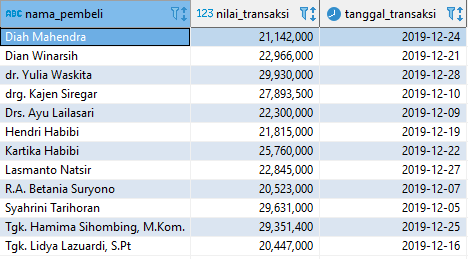 ABC nama_pembeli 123 nilai_transaksi tanggal_transaksi
Diah Mahendra 21,142,000 2019-12-24
Dian Winarsih 22,966,000 2019-12-21
dr. Yulia Waskita 29,930,000 2019-12-28
drg. Kajen Siregar 27,893,500 2019-12-10
Drs. Ayu Lailasari 22,300,000 2019-12-09
Hendri Habibi 21,815,000 2019-12-19
Kartika Habibi 25,760,000 2019-12-22
Lasmanto Natsir 22,845,000 2019-12-27
R.A. Betania Suryono 20,523,000 2019-12-07
Syahrini Tarihoran 29,631,000 2019-12-05
Tgk. Hamima Sihombing, M.Kom. 29,351,400 2019-12-25
Tgk. Lidya Lazuardi, S.Pt 20,447,000 2019-12-16